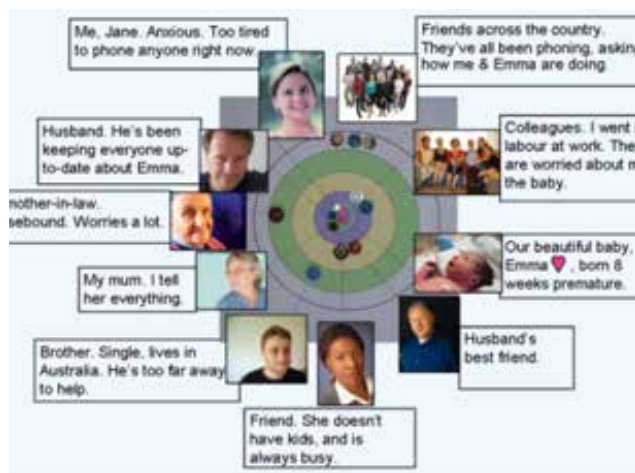 Me, Jane. Anxious. Too tired
to phone anyone right now.
Friends across the country.
They've all been phoning, asking
how me & Emma are doing.
Husband. He's been
keeping everyone up-
to-date about Emma.
Colleagues. I went
labour at work. The
are worried about m
the baby.
mother-in-law.
sebound. Worries a lot.
My mum. I tell
her everything.
Our beautiful baby,
Emma ♥, born 8
weeks premature.
Husband's
best friend.
Brother. Single, lives in
Australia. He's too far away
to help.
Friend. She doesn't
have kids, and is
always busy.